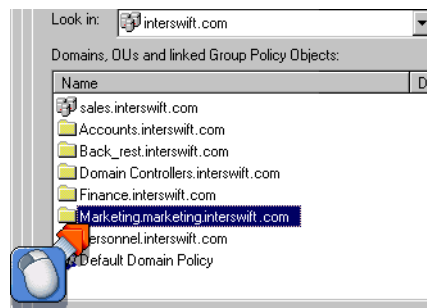 Look in: interswift.com
Domains, OUs and linked Group Policy Objects:
Name D
sales.interswift.com
Accounts.interswift.com
Back_rest.interswift.com
Domain Controllers.interswift.com
Finance.interswift.com
Marketing.marketing.interswift.com
ersonnel.interswift.com
Default Domain Policy